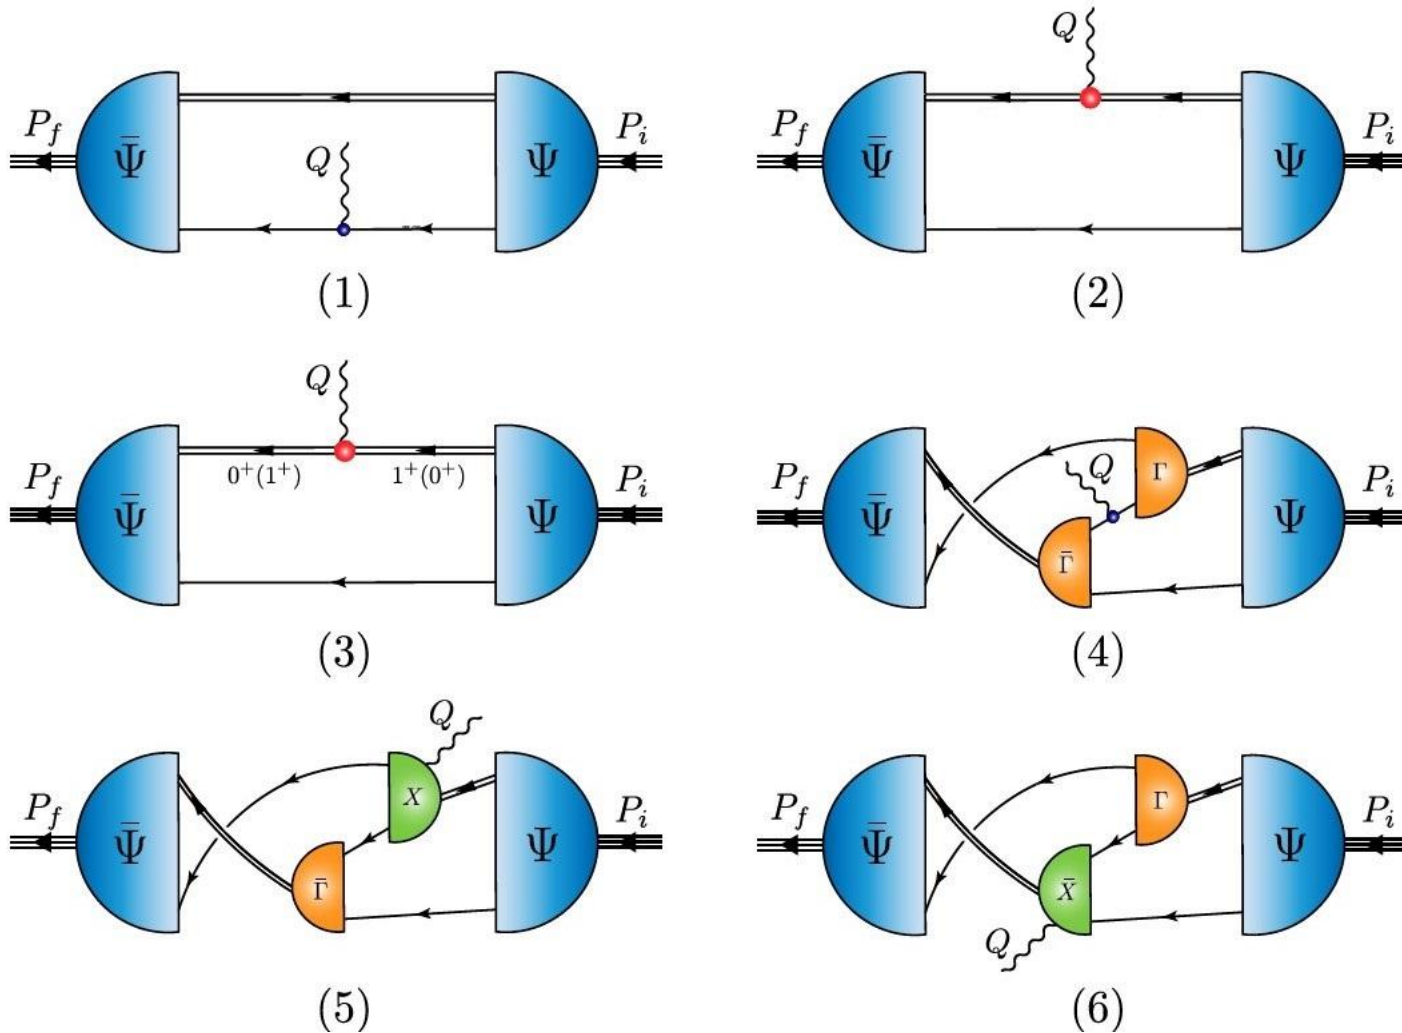 Q
P_f Ψ̄ Q Ψ P_i
(1)
Q
P_f Ψ̄ Ψ P_i
(2)
Q
P_f Ψ̄ 0⁺(1⁺) 1⁺(0⁺) Ψ P_i
(3)
P_f Ψ̄ Q Γ Γ̄ Ψ P_i
(4)
Q
P_f Ψ̄ X Γ̄ Ψ P_i
(5)
P_f Ψ̄ Γ X̄ Ψ P_i
Q
(6)